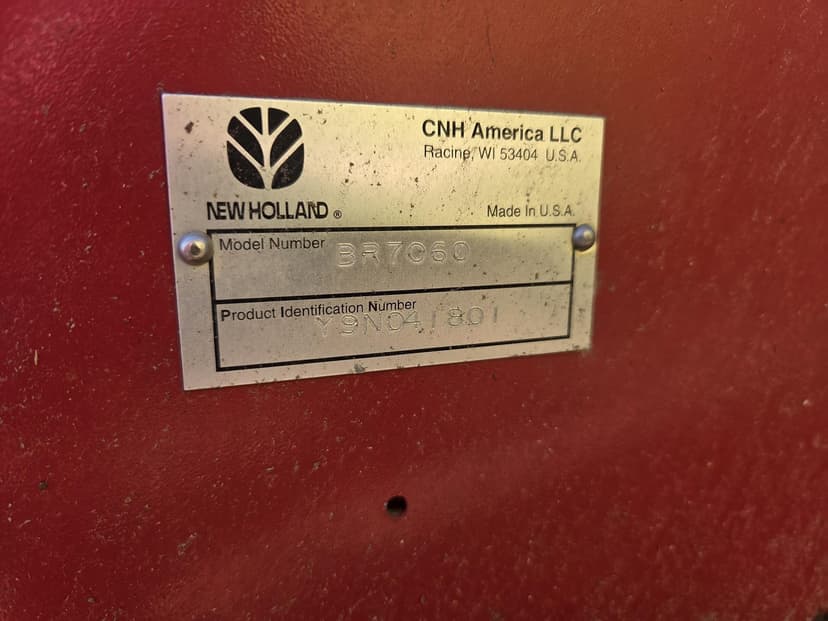 CNH America LLC
Racine, WI 53404 U.S.A.
NEW HOLLAND ®
Made In U.S.A.
Model Number
BR7060
Product Identification Number
Y9N041801